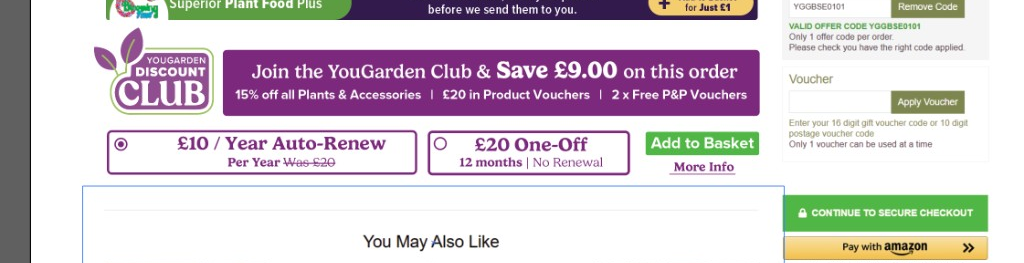 Booming
Food
Superior Plant Food Plus
before we send them to you.
for Just £1
YGGBSE0101
Remove Code
VALID OFFER CODE YGGBSE0101
Only 1 offer code per order.
Please check you have the right code applied.
YOUGARDEN
DISCOUNT
CLUB
Join the YouGarden Club & Save £9.00 on this order
15% off all Plants & Accessories | £20 in Product Vouchers | 2 x Free P&P Vouchers
Voucher
Apply Voucher
Enter your 16 digit gift voucher code or 10 digit
postage voucher code
Only 1 voucher can be used at a time
£10 / Year Auto-Renew
Per Year Was £20
£20 One-Off
12 months | No Renewal
Add to Basket
More Info
CONTINUE TO SECURE CHECKOUT
Pay with amazon
You May Also Like